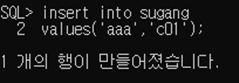 SQL> insert into sugang
2 values('aaa','c01');
1 개의 행이 만들어졌습니다.